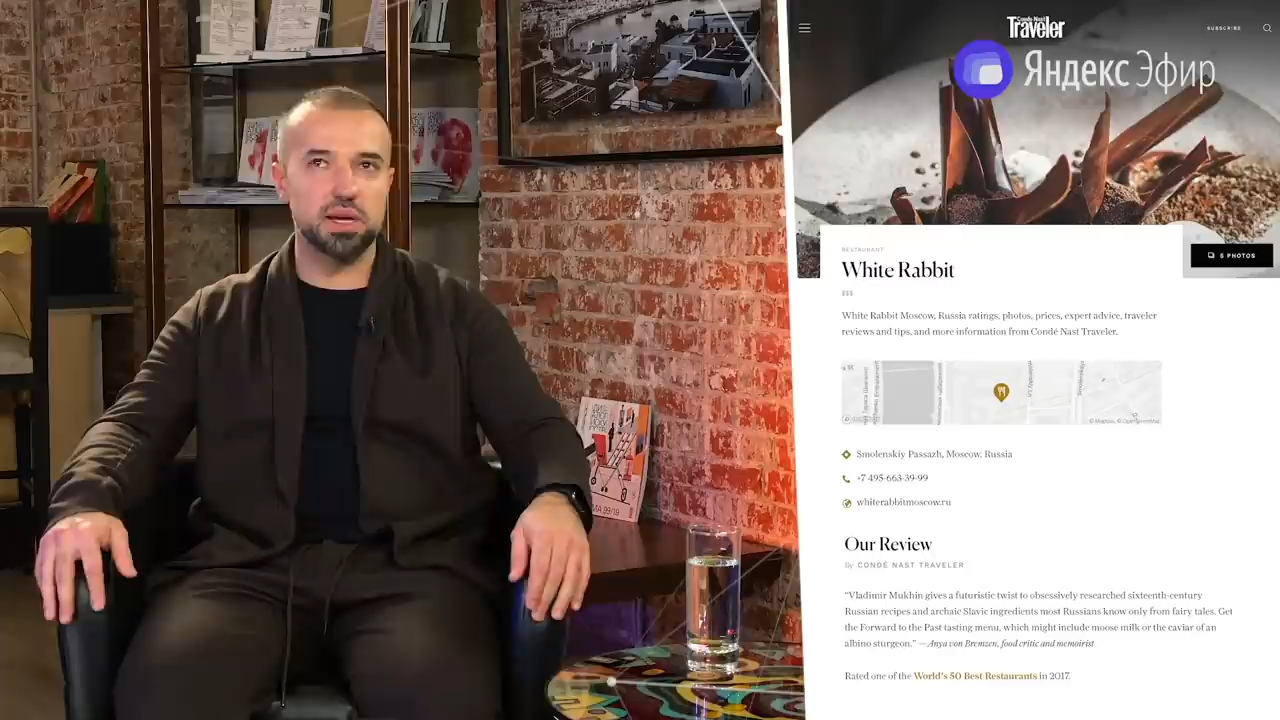 Condé Nast
Traveler
SUBSCRIBE
Яндекс Эфир
RESTAURANT
5 PHOTOS
White Rabbit
$$$
White Rabbit Moscow, Russia ratings, photos, prices, expert advice, traveler
reviews and tips, and more information from Condé Nast Traveler.
Smolenskiy Passazh, Moscow, Russia
+7 495-663-39-99
whiterabbitmoscow.ru
Our Review
By CONDÉ NAST TRAVELER
“Vladimir Mukhin gives a futuristic twist to obsessively researched sixteenth-century
Russian recipes and archaic Slavic ingredients most Russians know only from fairy tales. Get
the Forward to the Past tasting menu, which might include moose milk or the caviar of an
albino sturgeon.” —Anya von Bremzen, food critic and memoirist
Rated one of the World's 50 Best Restaurants in 2017.